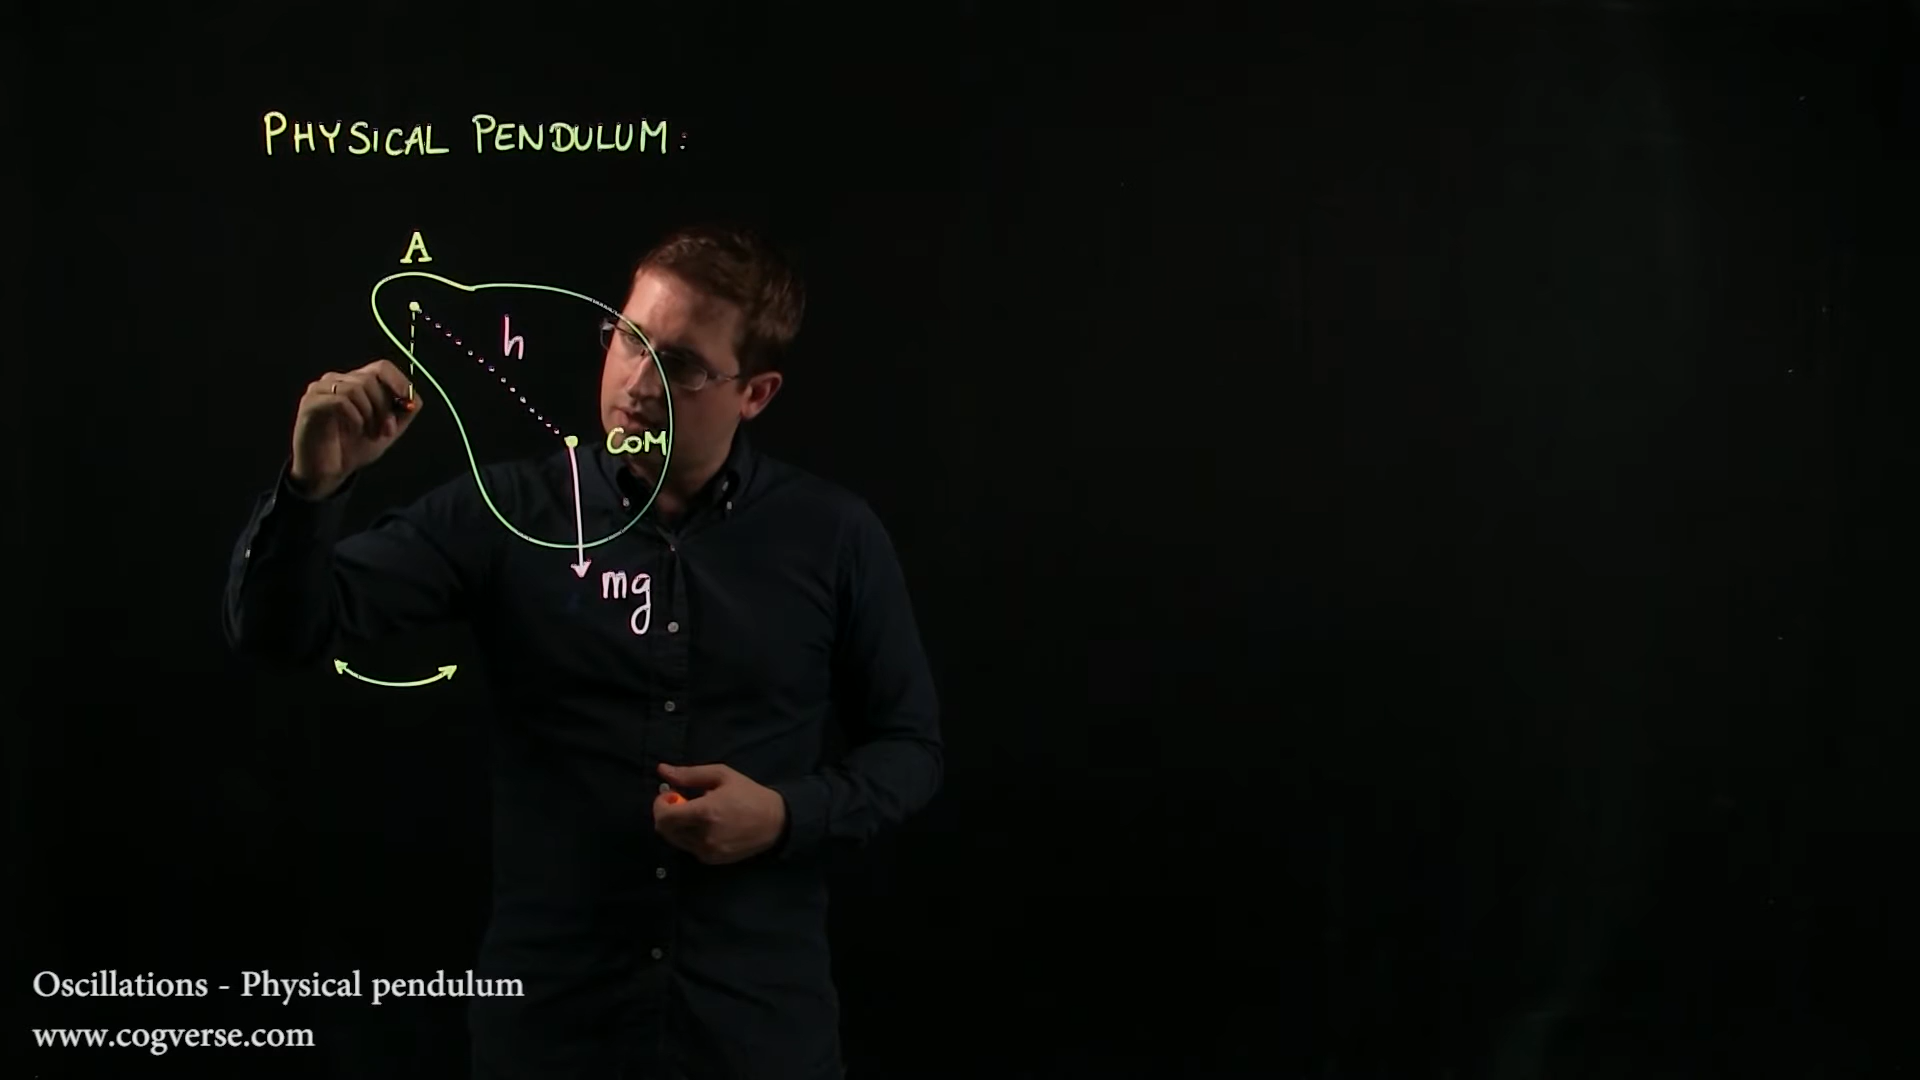 PHYSICAL PENDULUM:
A
h
COM
mg
Oscillations - Physical pendulum
www.cogverse.com